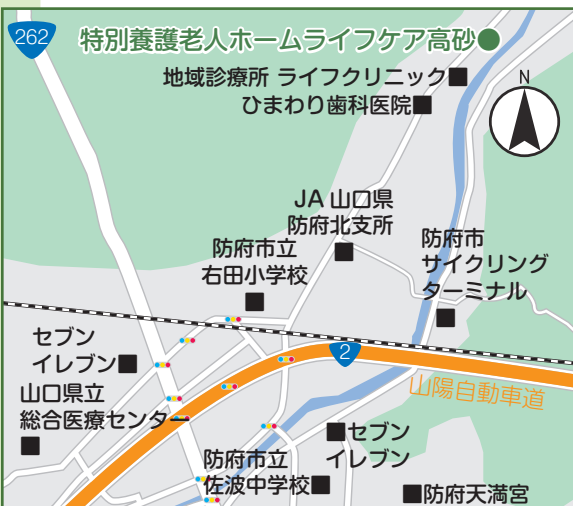 262
特別養護老人ホームライフケア高砂
地域診療所 ライフクリニック
ひまわり歯科医院
N
JA 山口県
防府北支所
防府市
サイクリング
ターミナル
防府市立
右田小学校
セブン
イレブン
2
山陽自動車道
山口県立
総合医療センター
セブン
イレブン
防府市立
佐波中学校
防府天満宮